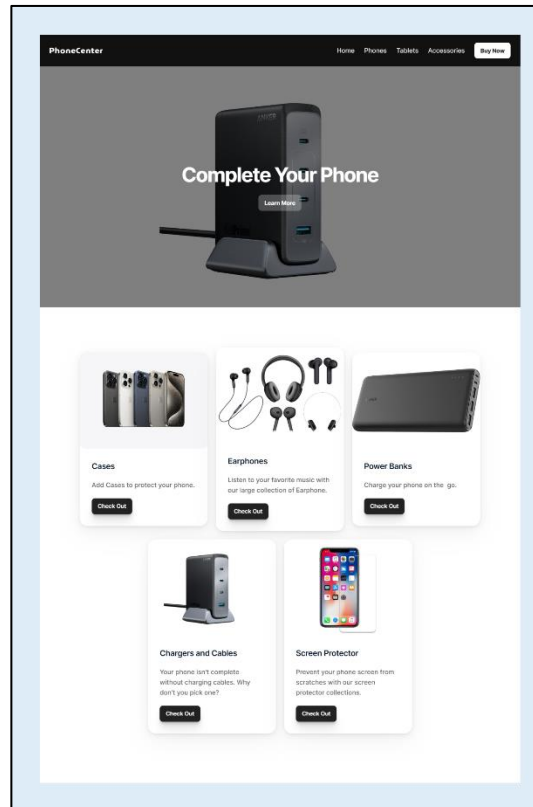 PhoneCenter
Home Phones Tablets Accessories Buy Now
ANKER
Complete Your Phone
Learn More
Cases
Add Cases to protect your phone.
Check Out
Earphones
Listen to your favorite music with
our large collection of Earphone.
Check Out
Power Banks
Charge your phone on the go.
Check Out
Chargers and Cables
Your phone isn't complete
without charging cables. Why
don't you pick one?
Check Out
Screen Protector
Prevent your phone screen from
scratches with our screen
protector collections.
Check Out